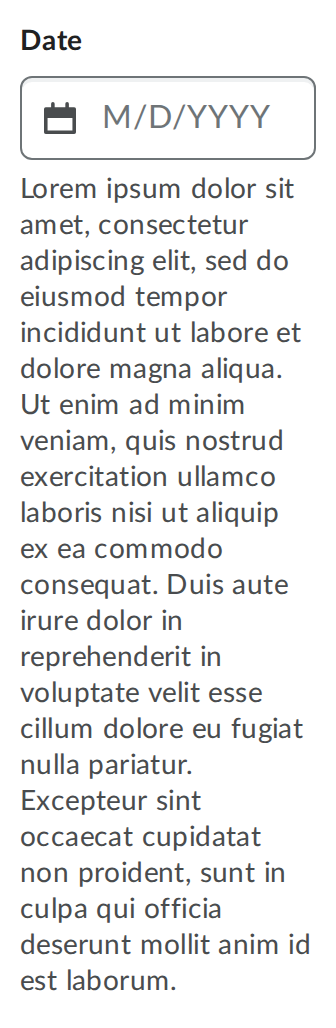 Date
M/D/YYYY
Lorem ipsum dolor sit
amet, consectetur
adipiscing elit, sed do
eiusmod tempor
incididunt ut labore et
dolore magna aliqua.
Ut enim ad minim
veniam, quis nostrud
exercitation ullamco
laboris nisi ut aliquip
ex ea commodo
consequat. Duis aute
irure dolor in
reprehenderit in
voluptate velit esse
cillum dolore eu fugiat
nulla pariatur.
Excepteur sint
occaecat cupidatat
non proident, sunt in
culpa qui officia
deserunt mollit anim id
est laborum.